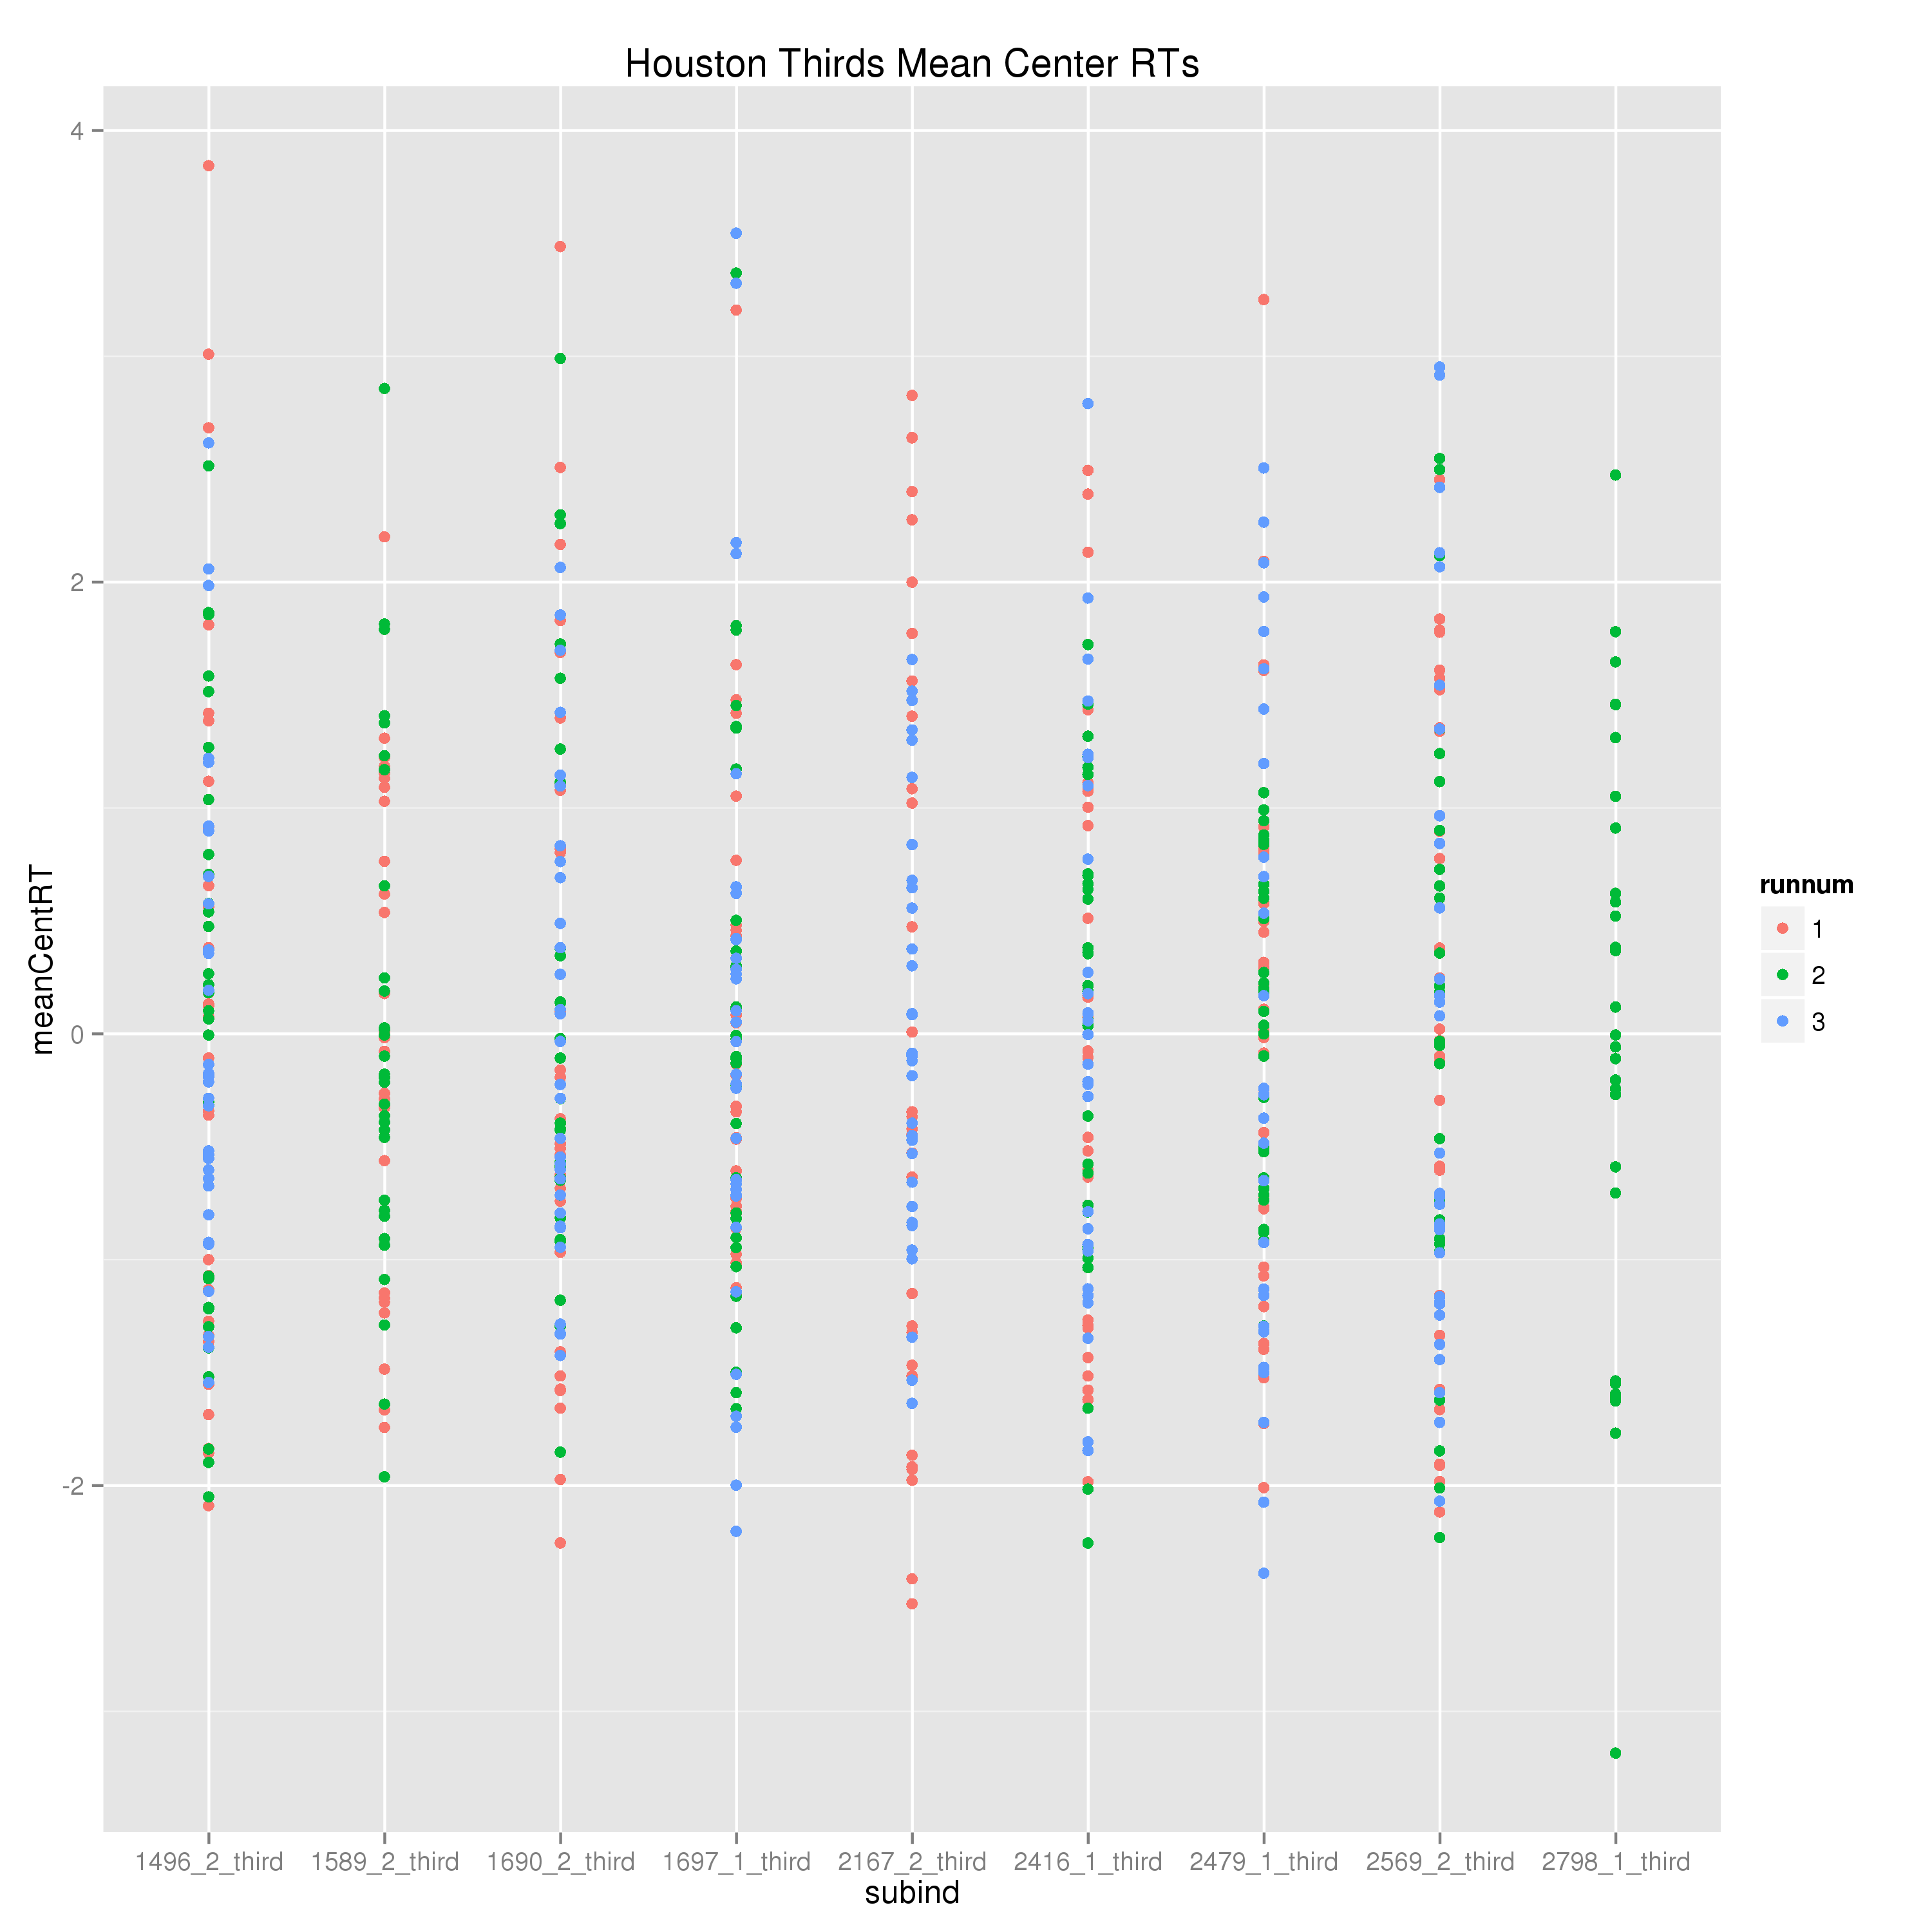 Houston Thirds Mean Center RTs
4
2
0
-2
meanCentRT
1496_2_third 1589_2_third 1690_2_third 1697_1_third 2167_2_third 2416_1_third 2479_1_third 2569_2_third 2798_1_third
subind
runnum
1
2
3